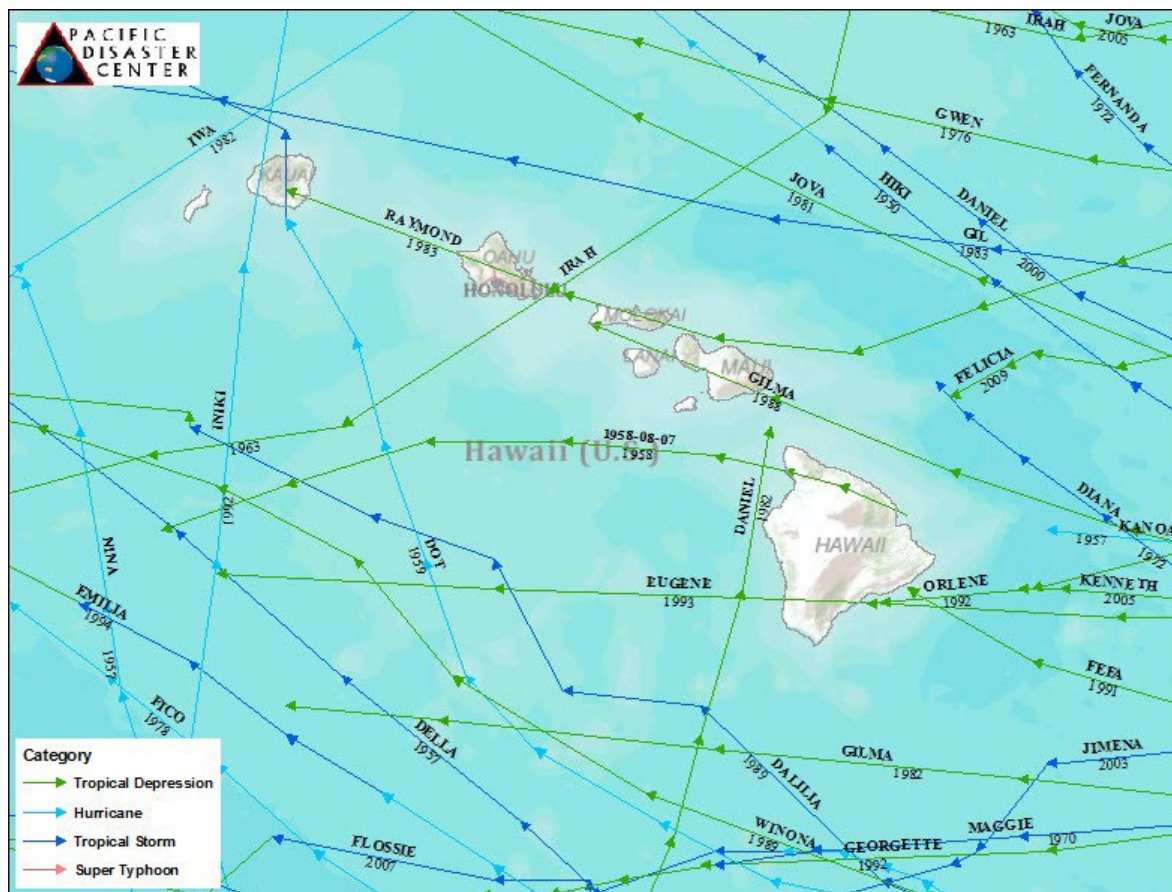 PACIFIC
DISASTER
CENTER
IRAH
1963
JOVA
2005
FERNANDA
1972
GWEN
1976
IWA
1982
KAUAI
JOVA
1981
HIKI
1950
DANIEL
2000
GIL
1983
RAYMOND
1983
OAHU
HONOLULU
IRAH
MOLOKAI
LANAI
MAUI
GILMA
1988
FELICIA
2009
INIKI
1992
1963
1958-08-07
1958
Hawaii (U.S.)
DANIEL
1982
HAWAII
DIANA
1972
KANOA
1957
NINA
1957
DOT
1959
EUGENE
1993
ORLENE
1992
KENNETH
2005
EMILIA
1994
FEFA
1991
FICO
1978
DELLA
1957
GILMA
1982
JIMENA
2003
DALILIA
1989
WINONA
1989
GEORGETTE
1992
MAGGIE
1970
FLOSSIE
2007
Category
Tropical Depression
Hurricane
Tropical Storm
Super Typhoon